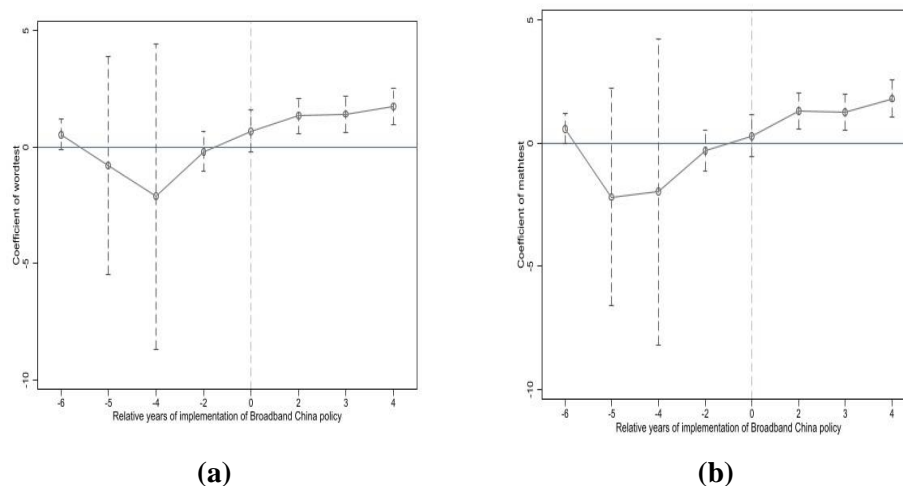 5
0
-5
-10
Coefficient of wordtest
-6 -5 -4 -2 0 2 3 4
Relative years of implementation of Broadband China policy
(a)
5
0
-5
-10
Coefficient of mathtest
-6 -5 -4 -2 0 2 3 4
Relative years of implementation of Broadband China policy
(b)